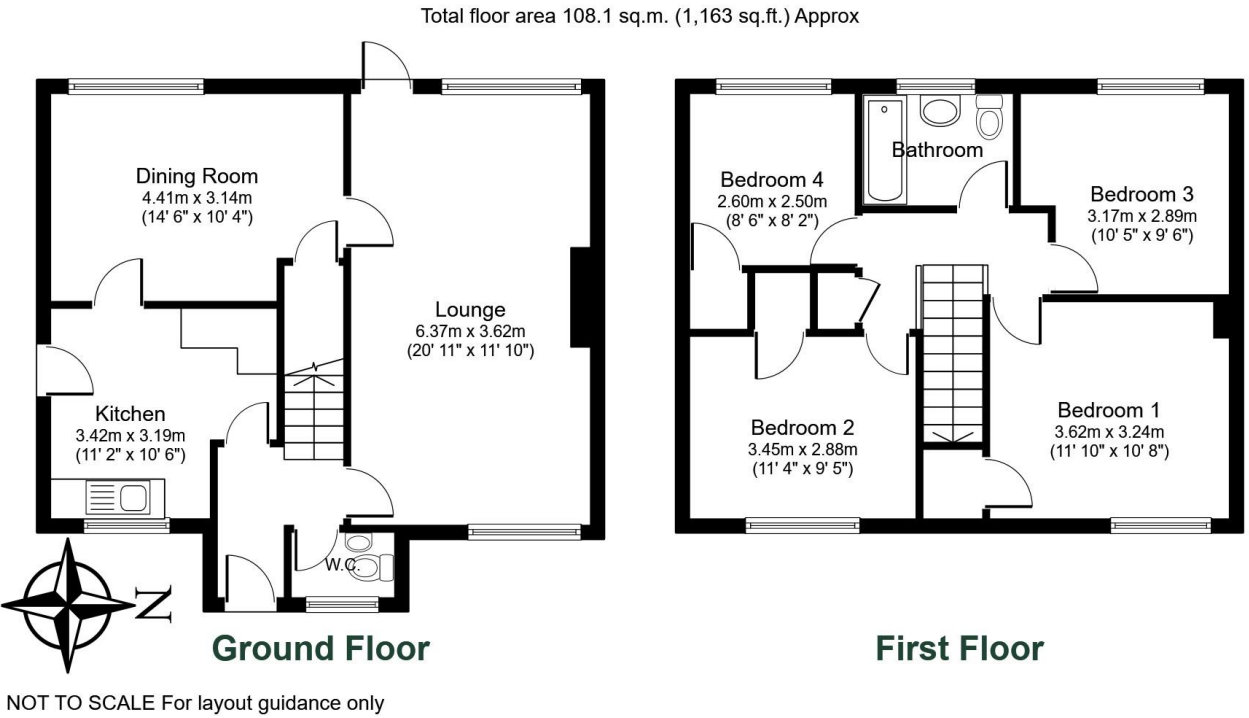 Total floor area 108.1 sq.m. (1,163 sq.ft.) Approx
Dining Room
4.41m x 3.14m
(14' 6" x 10' 4")
Lounge
6.37m x 3.62m
(20' 11" x 11' 10")
Kitchen
3.42m x 3.19m
(11' 2" x 10' 6")
W.C.
N
Ground Floor
Bedroom 4
2.60m x 2.50m
(8' 6" x 8' 2")
Bathroom
Bedroom 3
3.17m x 2.89m
(10' 5" x 9' 6")
Bedroom 2
3.45m x 2.88m
(11' 4" x 9' 5")
Bedroom 1
3.62m x 3.24m
(11' 10" x 10' 8")
First Floor
NOT TO SCALE For layout guidance only